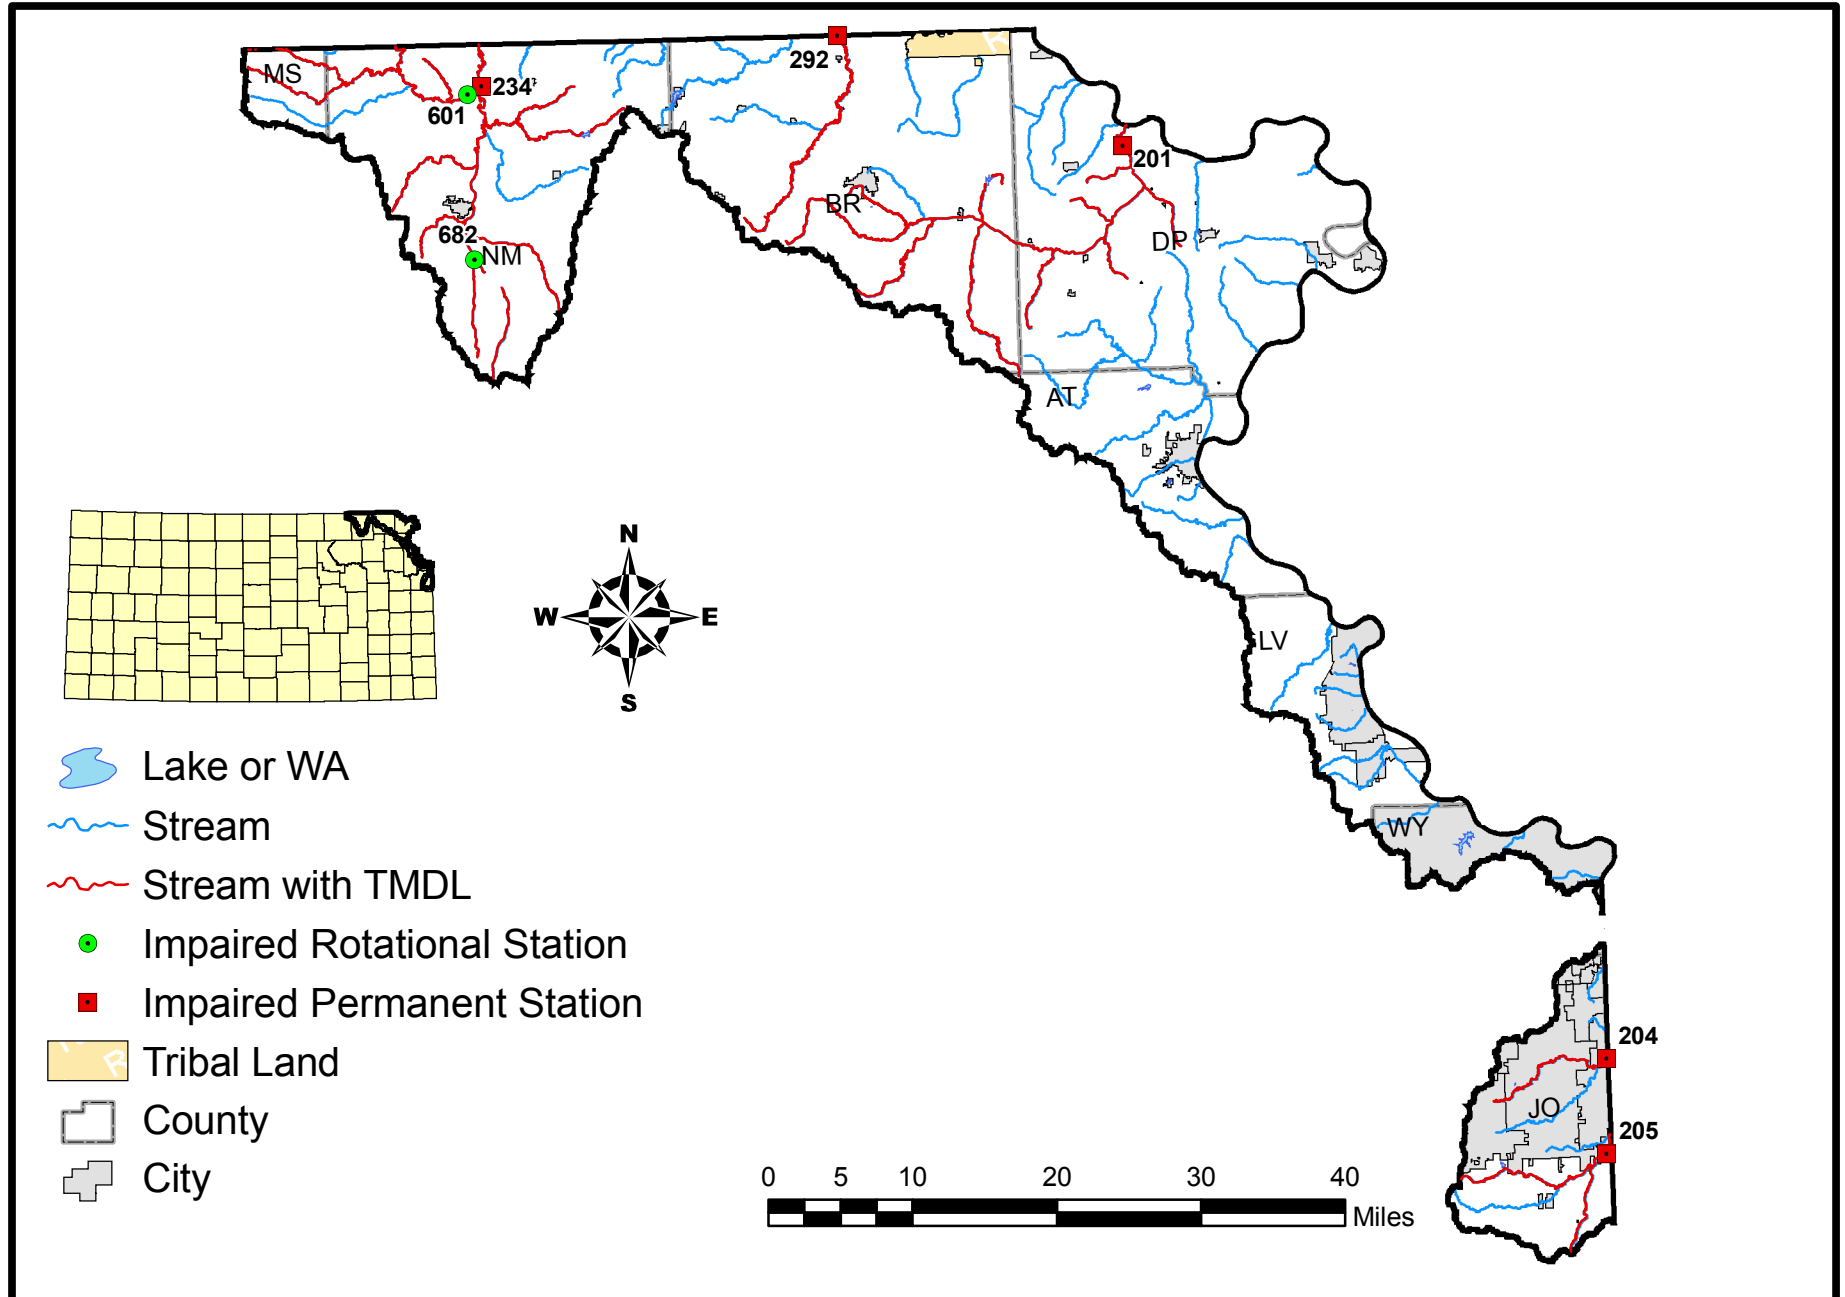 292
MS
234
601
201
BR
682
NM
DP
AT
N
W
E
S
LV
WY
Lake or WA
Stream
Stream with TMDL
Impaired Rotational Station
Impaired Permanent Station
Tribal Land
County
City
204
JO
205
0 5 10 20 30 40
Miles
R
R